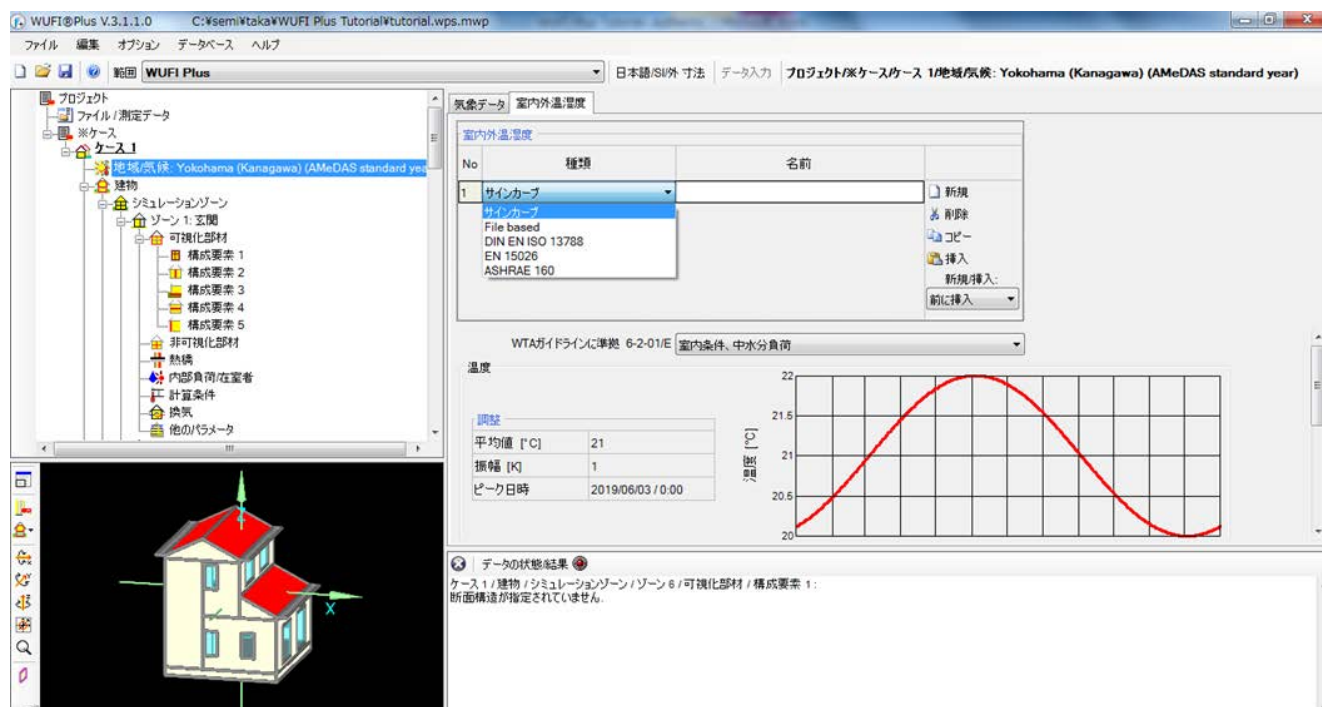 WUFI®Plus V.3.1.1.0 C:¥semi¥taka¥WUFI Plus Tutorial¥tutorial.wps.mwp
ファイル 編集 オプション データベース ヘルプ
範囲 WUFI Plus 日本語/SI/外 寸法 データ入力 プロジェクト/※ケース/ケース 1/地域/気候: Yokohama (Kanagawa) (AMeDAS standard year)
プロジェクト
ファイル / 測定データ
※ケース
ケース 1
地域/気候: Yokohama (Kanagawa) (AMeDAS standard yea
建物
シミュレーションゾーン
ゾーン 1: 玄関
可視化部材
構成要素 1
構成要素 2
構成要素 3
構成要素 4
構成要素 5
非可視化部材
熱橋
内部負荷/在室者
計算条件
換気
他のパラメータ
X
気象データ 室内外温湿度
室内外温湿度
No 種類 名前
1 サインカーブ
サインカーブ
File based
DIN EN ISO 13788
EN 15026
ASHRAE 160
新規
削除
コピー
挿入
新規/挿入:
前に挿入
WTAガイドラインに準拠 6-2-01/E 室内条件、中水分負荷
温度
調整
平均値 [°C] 21
振幅 [K] 1
ピーク日時 2019/06/03 / 0:00
温度 [°C]
22
21.5
21
20.5
20
データの状態/結果
ケース 1 / 建物 / シミュレーションゾーン / ゾーン 6 / 可視化部材 / 構成要素 1 :
断面構造が指定されていません.